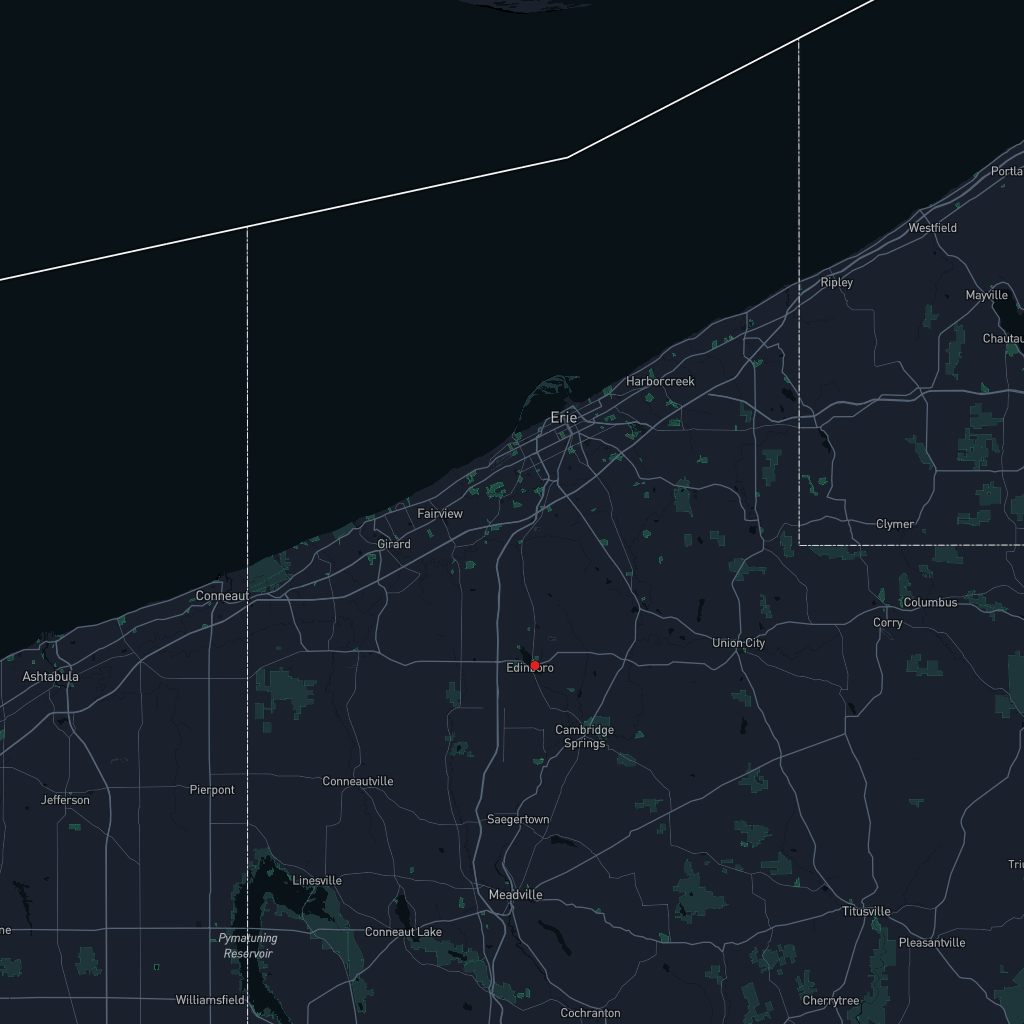 Portla
Westfield
Ripley
Mayville
Chautau
Harborcreek
Erie
Fairview
Clymer
Girard
Conneaut
Columbus
Corry
Union City
Edinboro
Ashtabula
Cambridge
Springs
Conneautville
Pierpont
Jefferson
Saegertown
Linesville
Meadville
Triu
Titusville
ne
Conneaut Lake
Pymatuning
Reservoir
Pleasantville
Williamsfield
Cherrytree
Cochranton